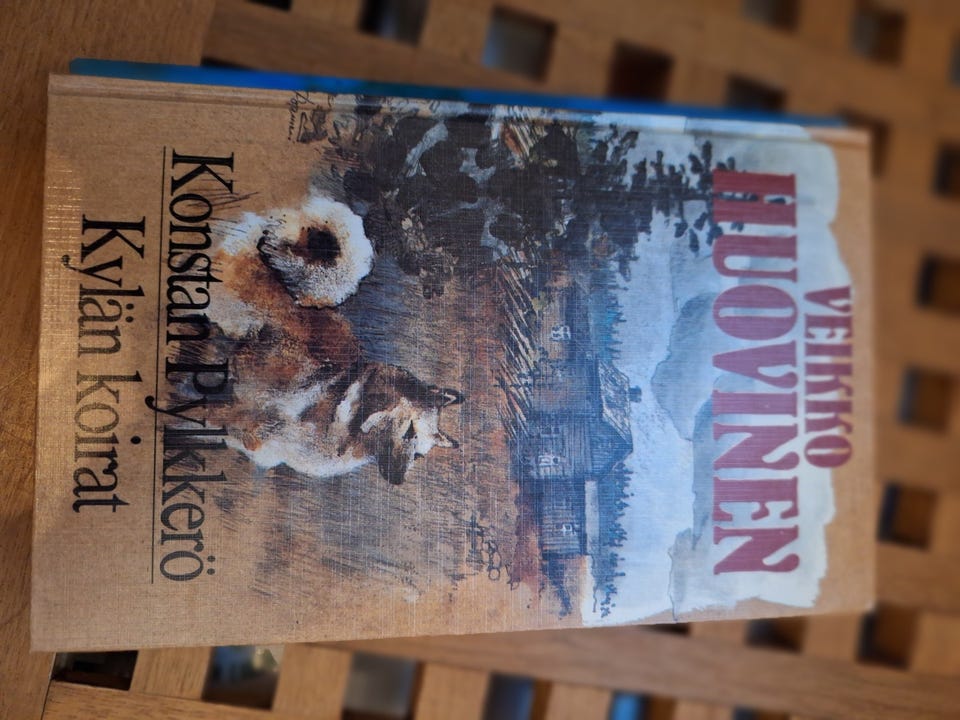 VEIKKO
HUOVINEN
Konstan Pylkkerö
Kylän koirat